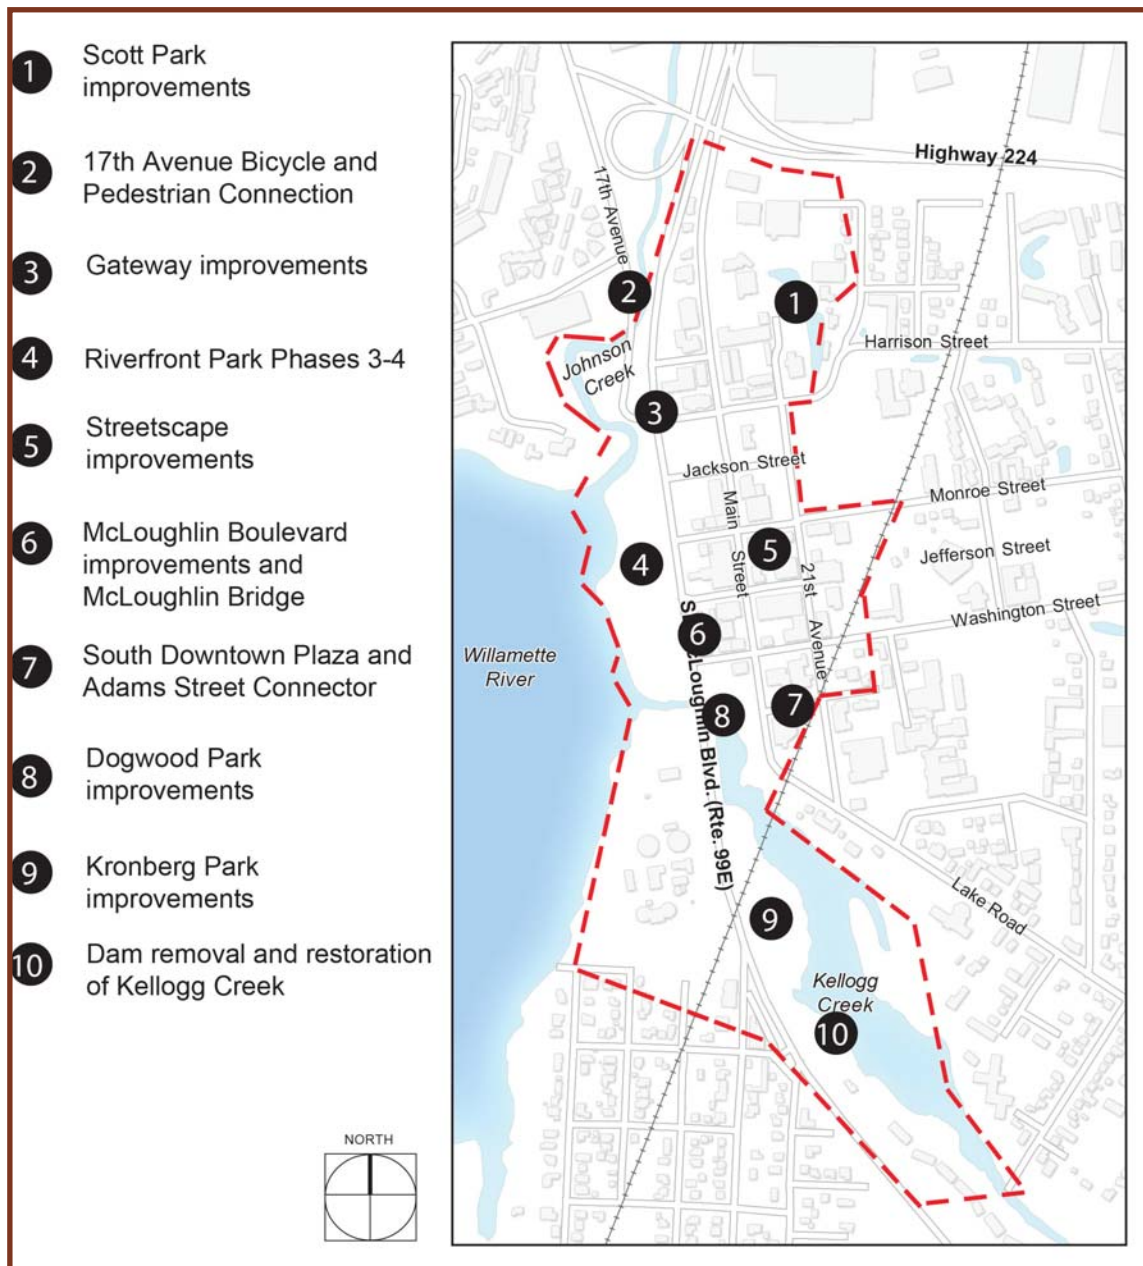 1
Scott Park
improvements
2
17th Avenue Bicycle and
Pedestrian Connection
3
Gateway improvements
4
Riverfront Park Phases 3-4
5
Streetscape
improvements
6
McLoughlin Boulevard
improvements and
McLoughlin Bridge
7
South Downtown Plaza and
Adams Street Connector
8
Dogwood Park
improvements
9
Kronberg Park
improvements
10
Dam removal and restoration
of Kellogg Creek
NORTH
Highway 224
17th Avenue
2
1
Harrison Street
Johnson
Creek
3
Jackson Street
Monroe Street
Main
Street
5
4
Jefferson Street
21st
Avenue
Washington Street
6
Willamette
River
7
8
McLoughlin Blvd. (Rte. 99E)
Lake Road
9
Kellogg
Creek
10